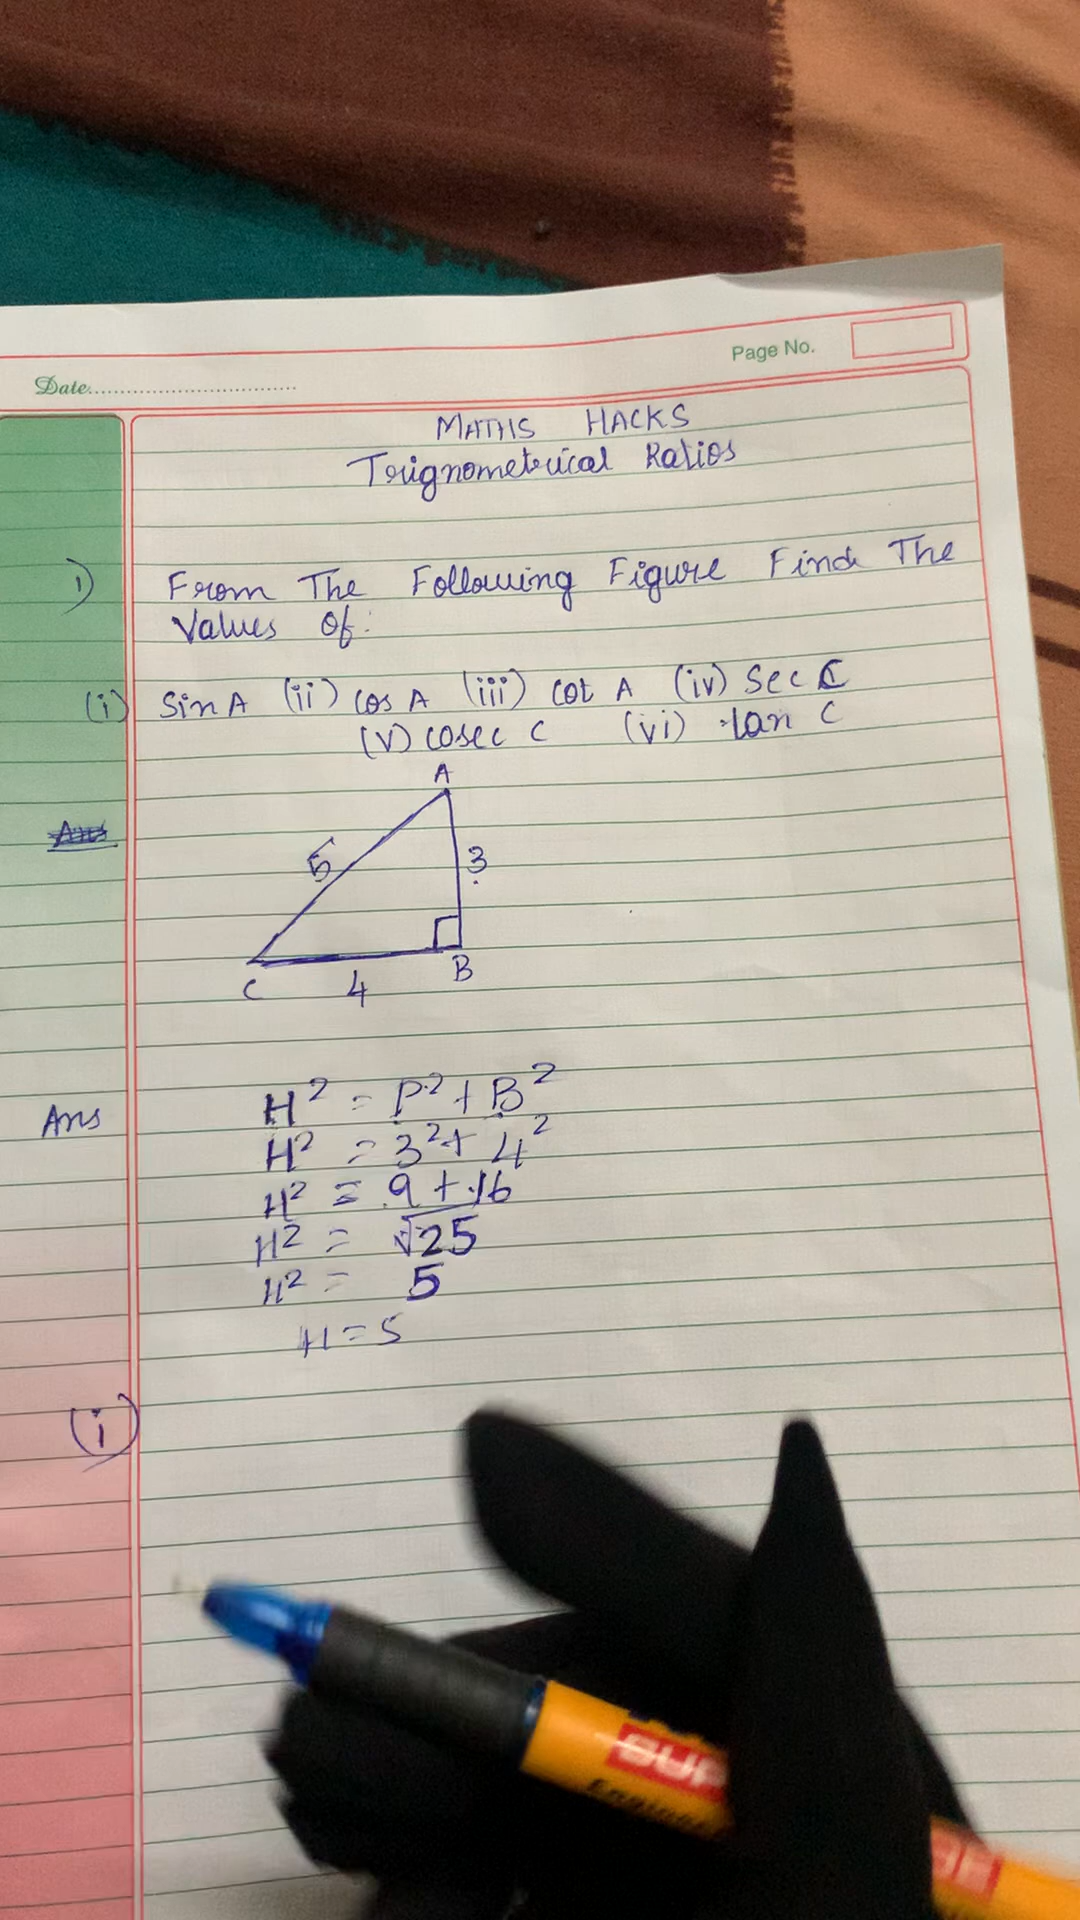 Page No.
Date
MATHS HACKS
Trignometrical Ratios
1) From The Following Figure Find The
Values Of:
(i) Sin A (ii) cos A (iii) cot A (iv) Sec C
(v) cosec C (vi) tan C
A
Ans
5 3
C 4 B
Ans H² = P² + B²
H² = 3² + 4²
H² = 9 + 16
H² = √25
H² = 5
H = 5
(i)
SUP